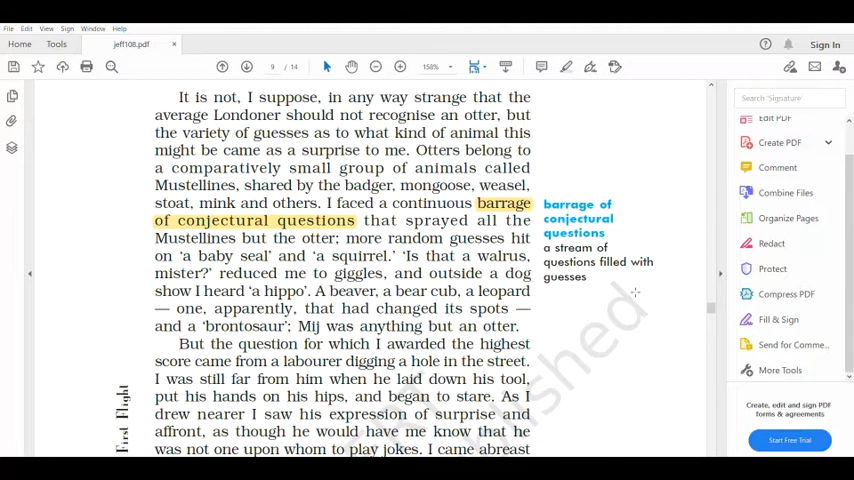 File Edit View Sign Window Help
Home Tools jeff108.pdf × Sign In
9 / 14 158%
It is not, I suppose, in any way strange that the
average Londoner should not recognise an otter, but
the variety of guesses as to what kind of animal this
might be came as a surprise to me. Otters belong to
a comparatively small group of animals called
Mustellines, shared by the badger, mongoose, weasel,
stoat, mink and others. I faced a continuous barrage
of conjectural questions that sprayed all the
Mustellines but the otter; more random guesses hit
on ‘a baby seal’ and ‘a squirrel.’ ‘Is that a walrus,
mister?’ reduced me to giggles, and outside a dog
show I heard ‘a hippo’. A beaver, a bear cub, a leopard
— one, apparently, that had changed its spots —
and a ‘brontosaur’; Mij was anything but an otter.
But the question for which I awarded the highest
score came from a labourer digging a hole in the street.
I was still far from him when he laid down his tool,
put his hands on his hips, and began to stare. As I
drew nearer I saw his expression of surprise and
affront, as though he would have me know that he
was not one upon whom to play jokes. I came abreast
barrage of
conjectural
questions
a stream of
questions filled with
guesses
First Flight
Search 'Signature'
Edit PDF
Create PDF
Comment
Combine Files
Organize Pages
Redact
Protect
Compress PDF
Fill & Sign
Send for Comme...
More Tools
Create, edit and sign PDF
forms & agreements
Start Free Trial